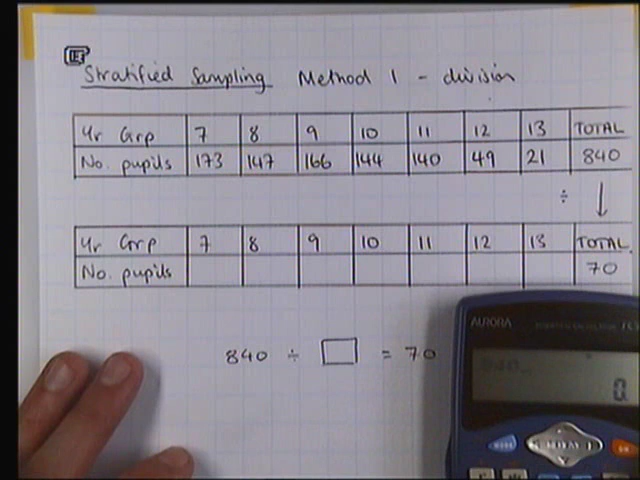 Stratified Sampling Method 1 - division
Yr Grp 7 8 9 10 11 12 13 TOTAL
No. pupils 173 147 166 144 140 49 21 840
÷ ↓
Yr Grp 7 8 9 10 11 12 13 TOTAL
No. pupils 70
840 ÷ □ = 70
AURORA
840
0.